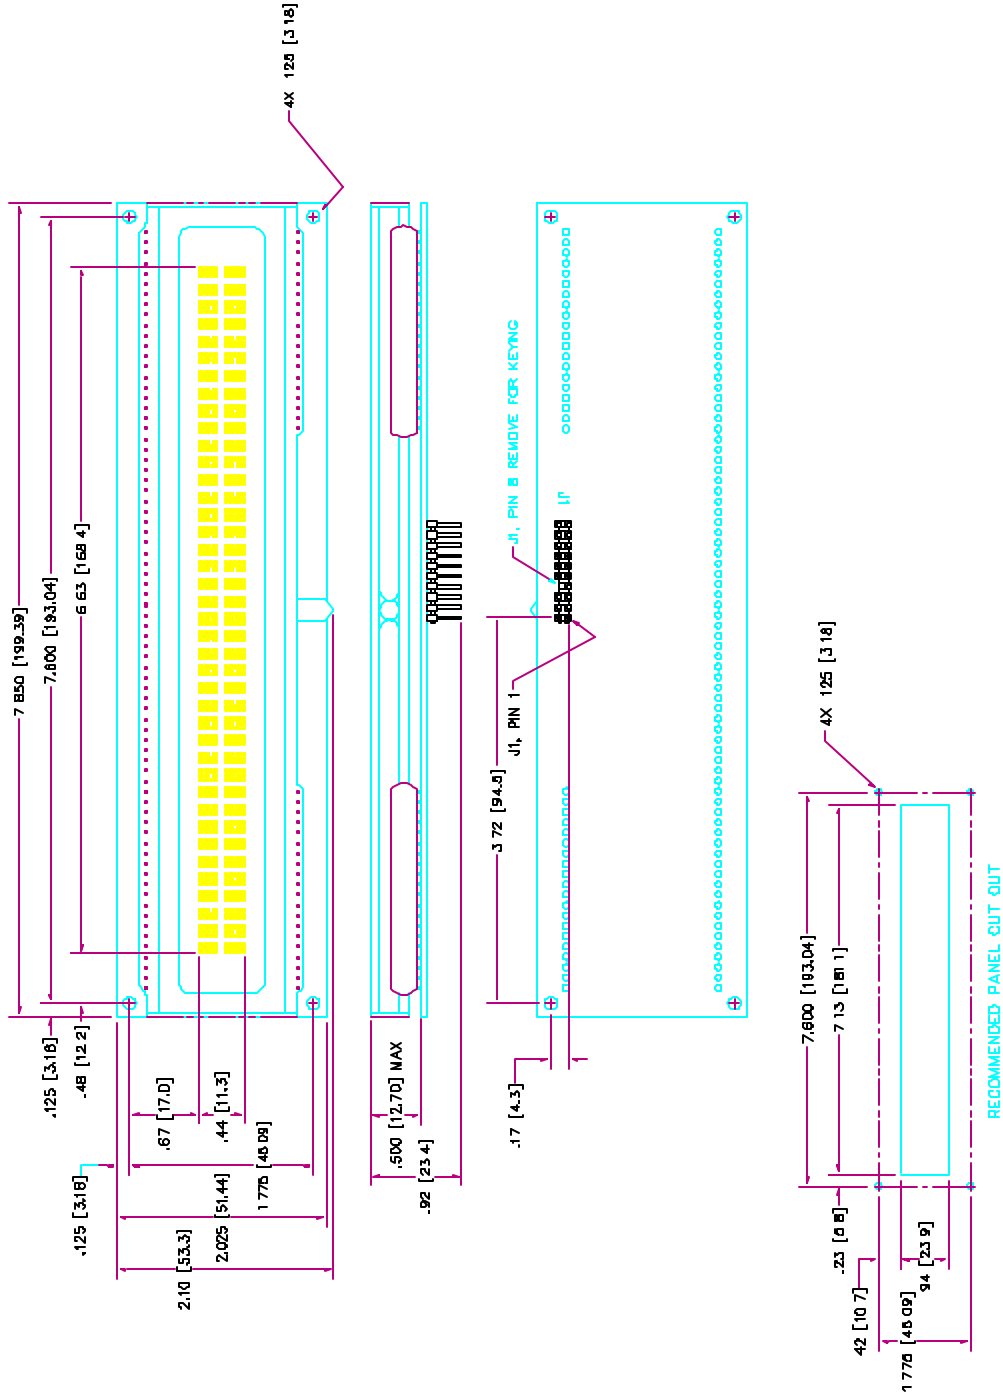 4X .125 [3.18]
7.850 [199.39]
7.600 [193.04]
6.63 [168.4]
.125 [3.18]
.48 [12.2]
.67 [17.0]
.44 [11.3]
.125 [3.18]
1.775 [45.09]
2.025 [51.44]
2.10 [53.3]
.500 [12.70] MAX
.92 [23.4]
J1, PIN 8 REMOVE FOR KEYING
J1
J1, PIN 1
3.72 [94.5]
.17 [4.3]
4X .125 [3.18]
7.600 [193.04]
7.13 [181.1]
.23 [5.8]
.42 [10.7]
.94 [23.9]
1.775 [45.09]
RECOMMENDED PANEL CUT OUT